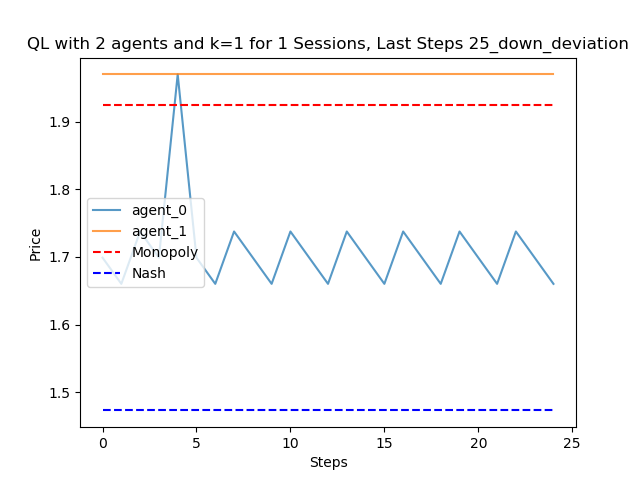 QL with 2 agents and k=1 for 1 Sessions, Last Steps 25_down_deviation
1.9
1.8
1.7
1.6
1.5
Price
agent_0
agent_1
Monopoly
Nash
0
5
10
15
20
25
Steps